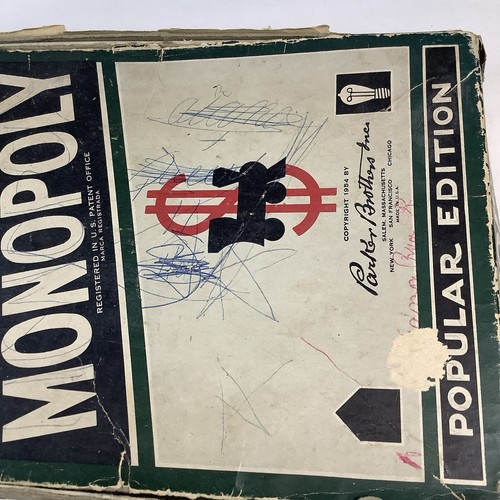 MONOPOLY
REGISTERED IN U. S. PATENT OFFICE
MARCA REGISTRADA
COPYRIGHT 1954 BY
Parker Brothers Inc.
SALEM, MASSACHUSETTS
NEW YORK SAN FRANCISCO CHICAGO
MADE IN U.S.A.
POPULAR EDITION